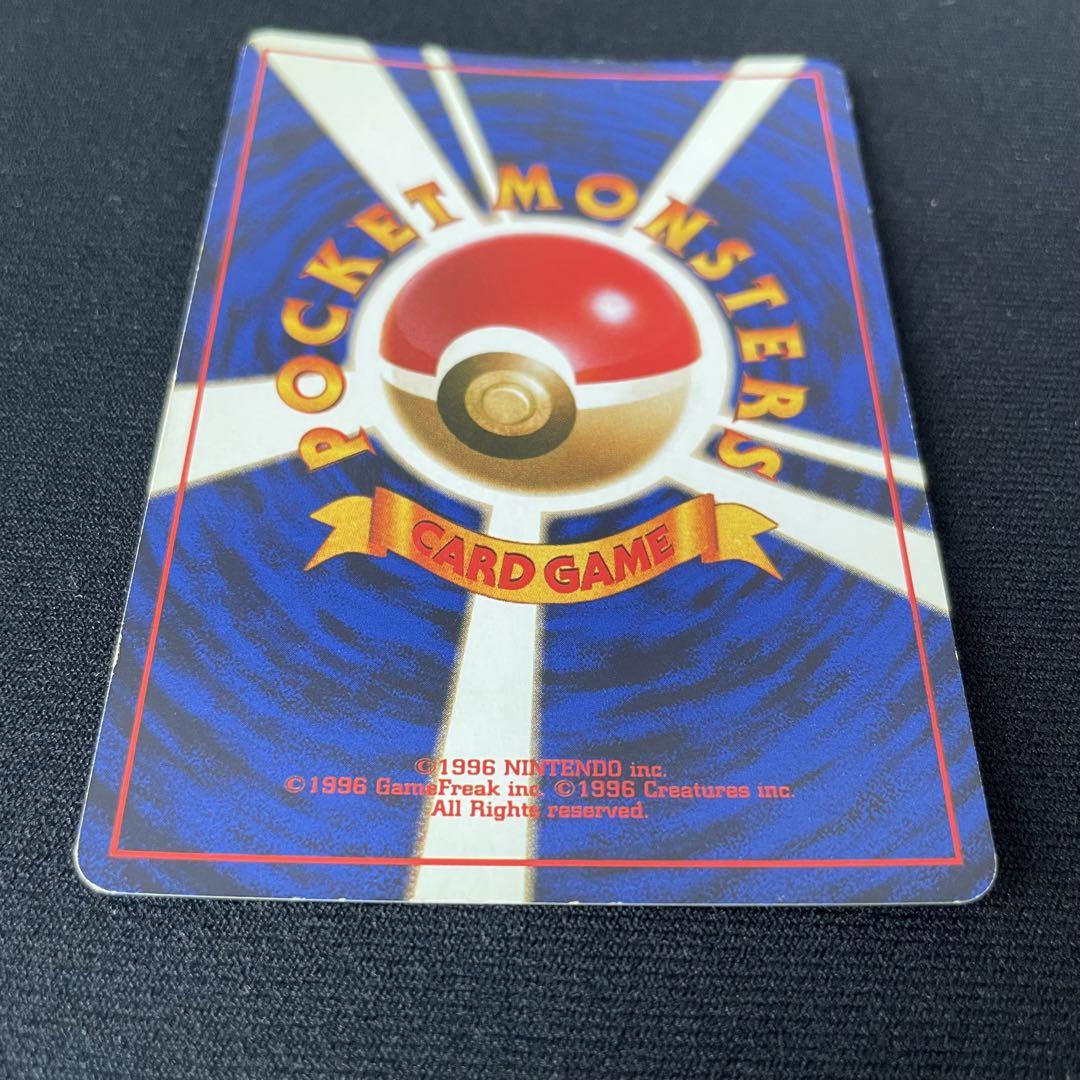 POCKET MONSTERS
CARD GAME
©1996 NINTENDO inc.
©1996 GameFreak inc. ©1996 Creatures inc.
All Rights reserved.